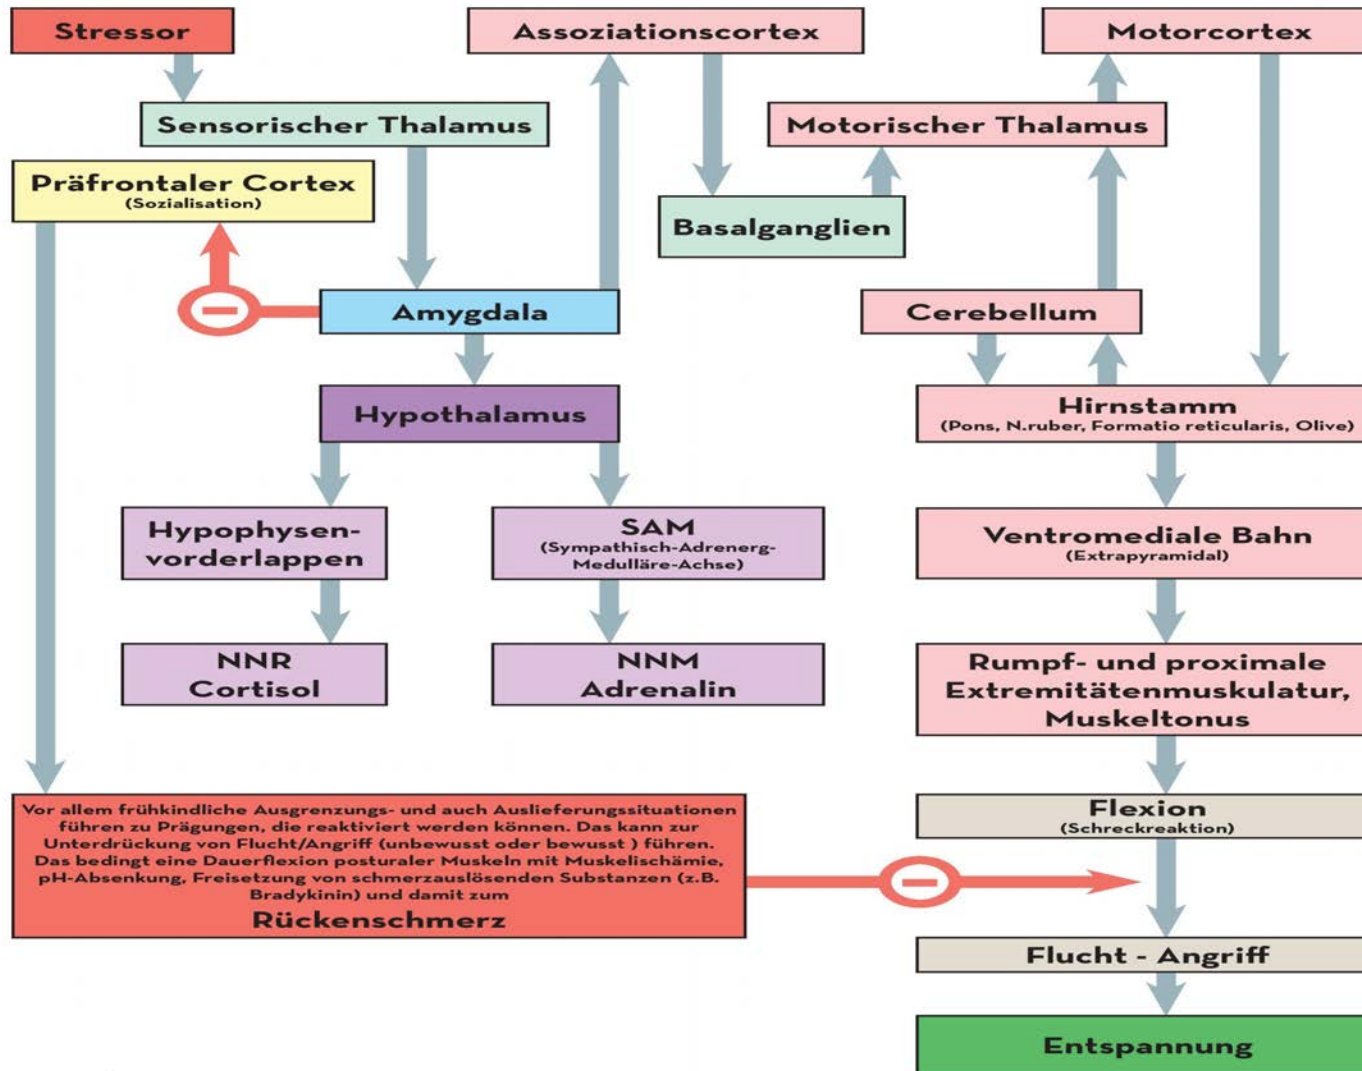 Stressor
Assoziationscortex
Motorcortex
Sensorischer Thalamus
Motorischer Thalamus
Präfrontaler Cortex
(Sozialisation)
Basalganglien
Amygdala
Cerebellum
Hypothalamus
Hirnstamm
(Pons, N.ruber, Formatio reticularis, Olive)
Hypophysen-
vorderlappen
SAM
(Sympathisch-Adrenerg-
Medulläre-Achse)
Ventromediale Bahn
(Extrapyramidal)
NNR
Cortisol
NNM
Adrenalin
Rumpf- und proximale
Extremitätenmuskulatur,
Muskeltonus
Vor allem frühkindliche Ausgrenzungs- und auch Auslieferungssituationen
führen zu Prägungen, die reaktiviert werden können. Das kann zur
Unterdrückung von Flucht/Angriff (unbewusst oder bewusst ) führen.
Das bedingt eine Dauerflexion posturaler Muskeln mit Muskelischämie,
pH-Absenkung, Freisetzung von schmerzauslösenden Substanzen (z.B.
Bradykinin) und damit zum
Rückenschmerz
Flexion
(Schreckreaktion)
Flucht - Angriff
Entspannung